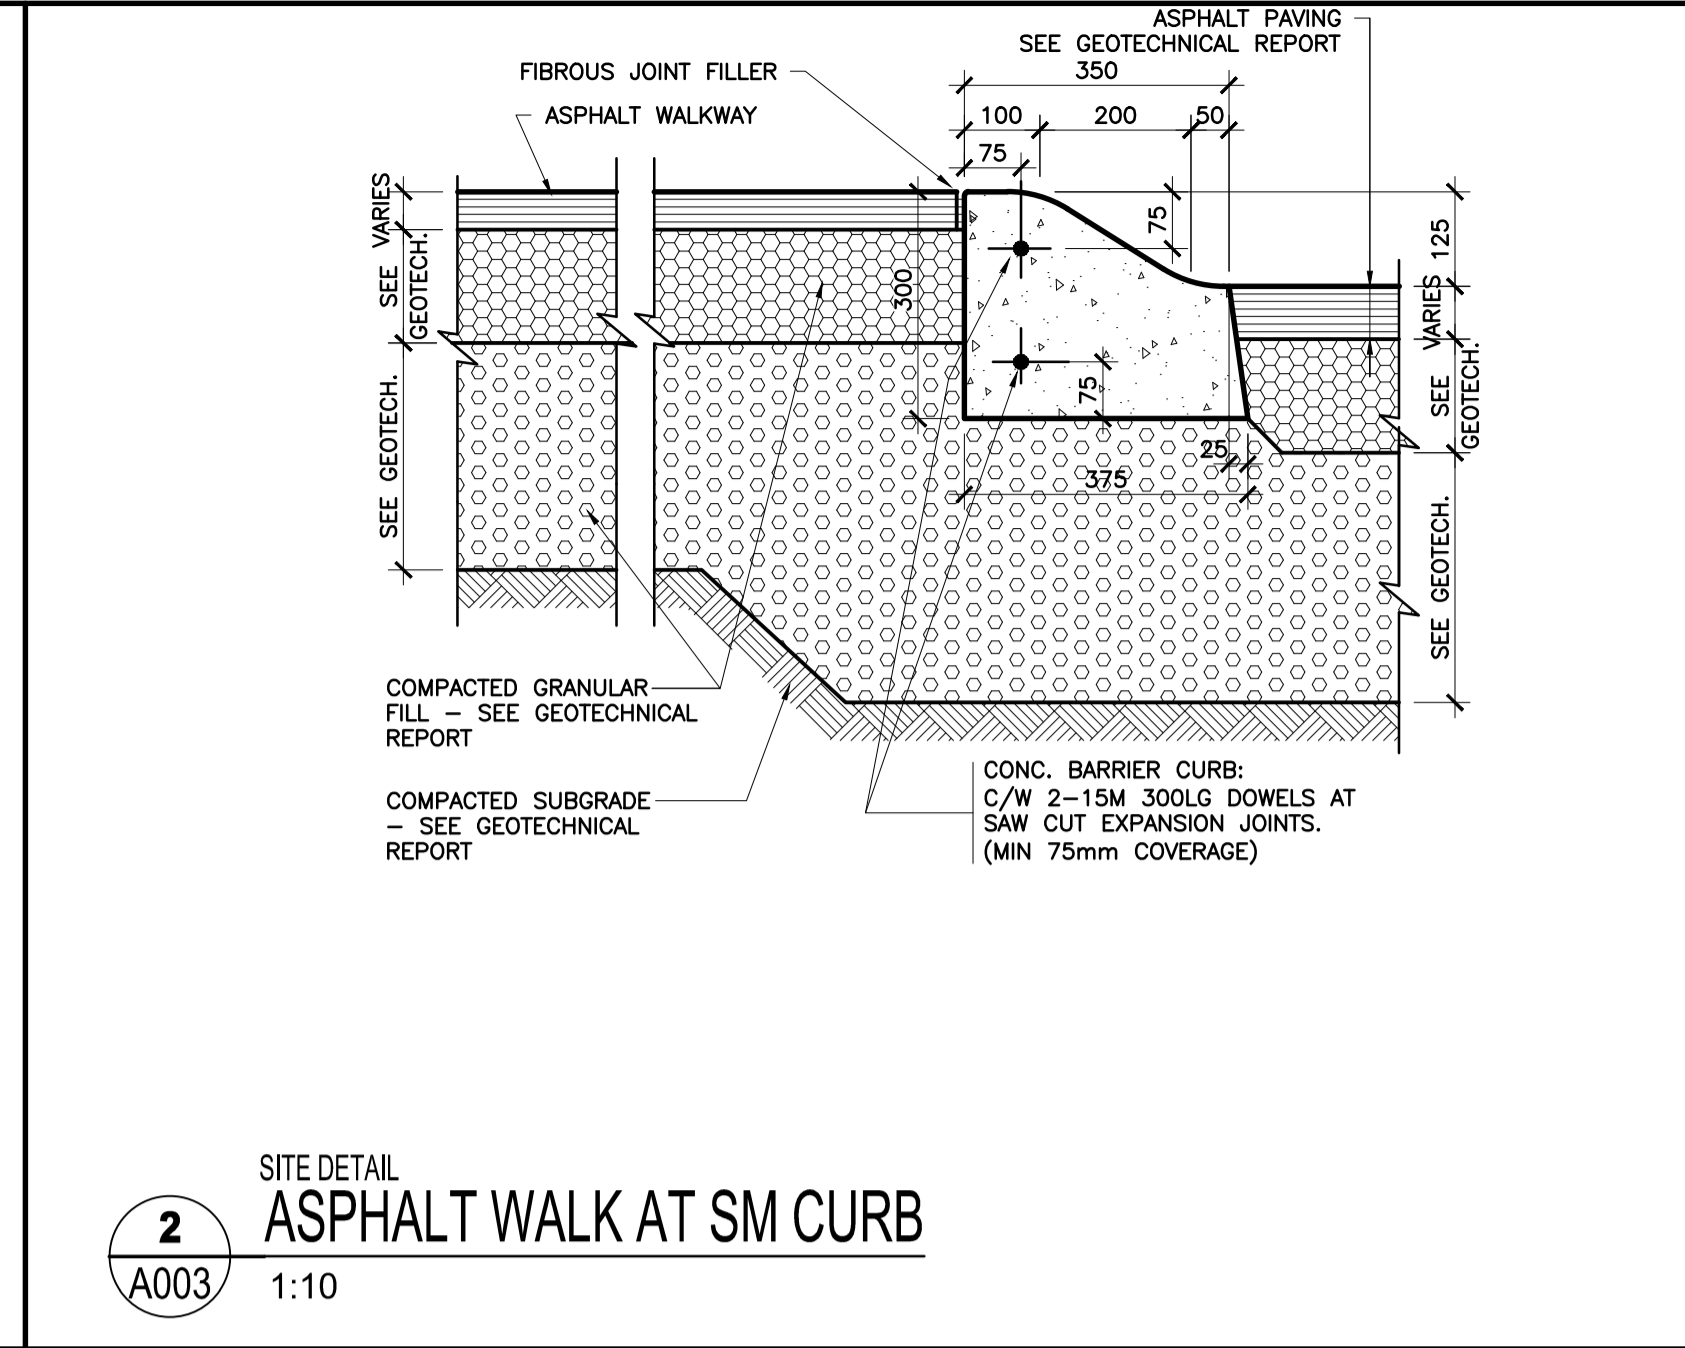 ASPHALT PAVING
SEE GEOTECHNICAL REPORT
FIBROUS JOINT FILLER
ASPHALT WALKWAY
350
100
200
50
75
VARIES
SEE
GEOTECH.
SEE GEOTECH.
300
75
75
125
VARIES
SEE
GEOTECH.
SEE GEOTECH.
25
375
COMPACTED GRANULAR
FILL – SEE GEOTECHNICAL
REPORT
COMPACTED SUBGRADE
– SEE GEOTECHNICAL
REPORT
CONC. BARRIER CURB:
C/W 2–15M 300LG DOWELS AT
SAW CUT EXPANSION JOINTS.
(MIN 75mm COVERAGE)
SITE DETAIL
2
ASPHALT WALK AT SM CURB
A003
1:10